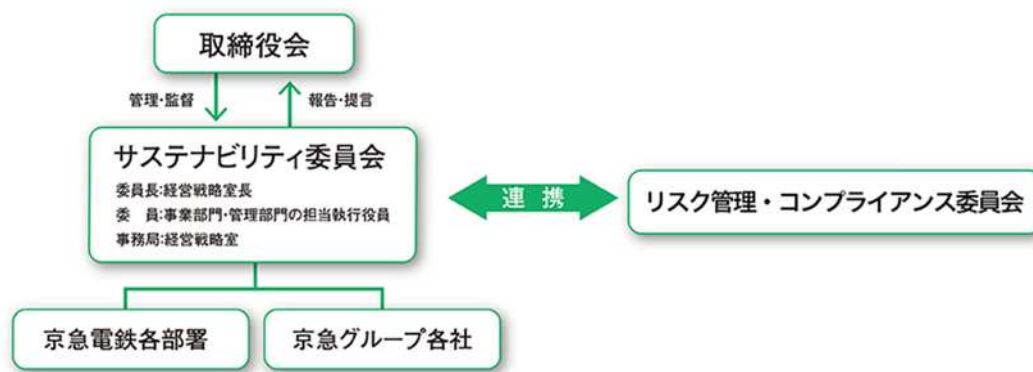 取締役会
管理・監督
報告・提言
サステナビリティ委員会
委員長:経営戦略室長
委　員:事業部門・管理部門の担当執行役員
事務局:経営戦略室
連携
リスク管理・コンプライアンス委員会
京急電鉄各部署
京急グループ各社